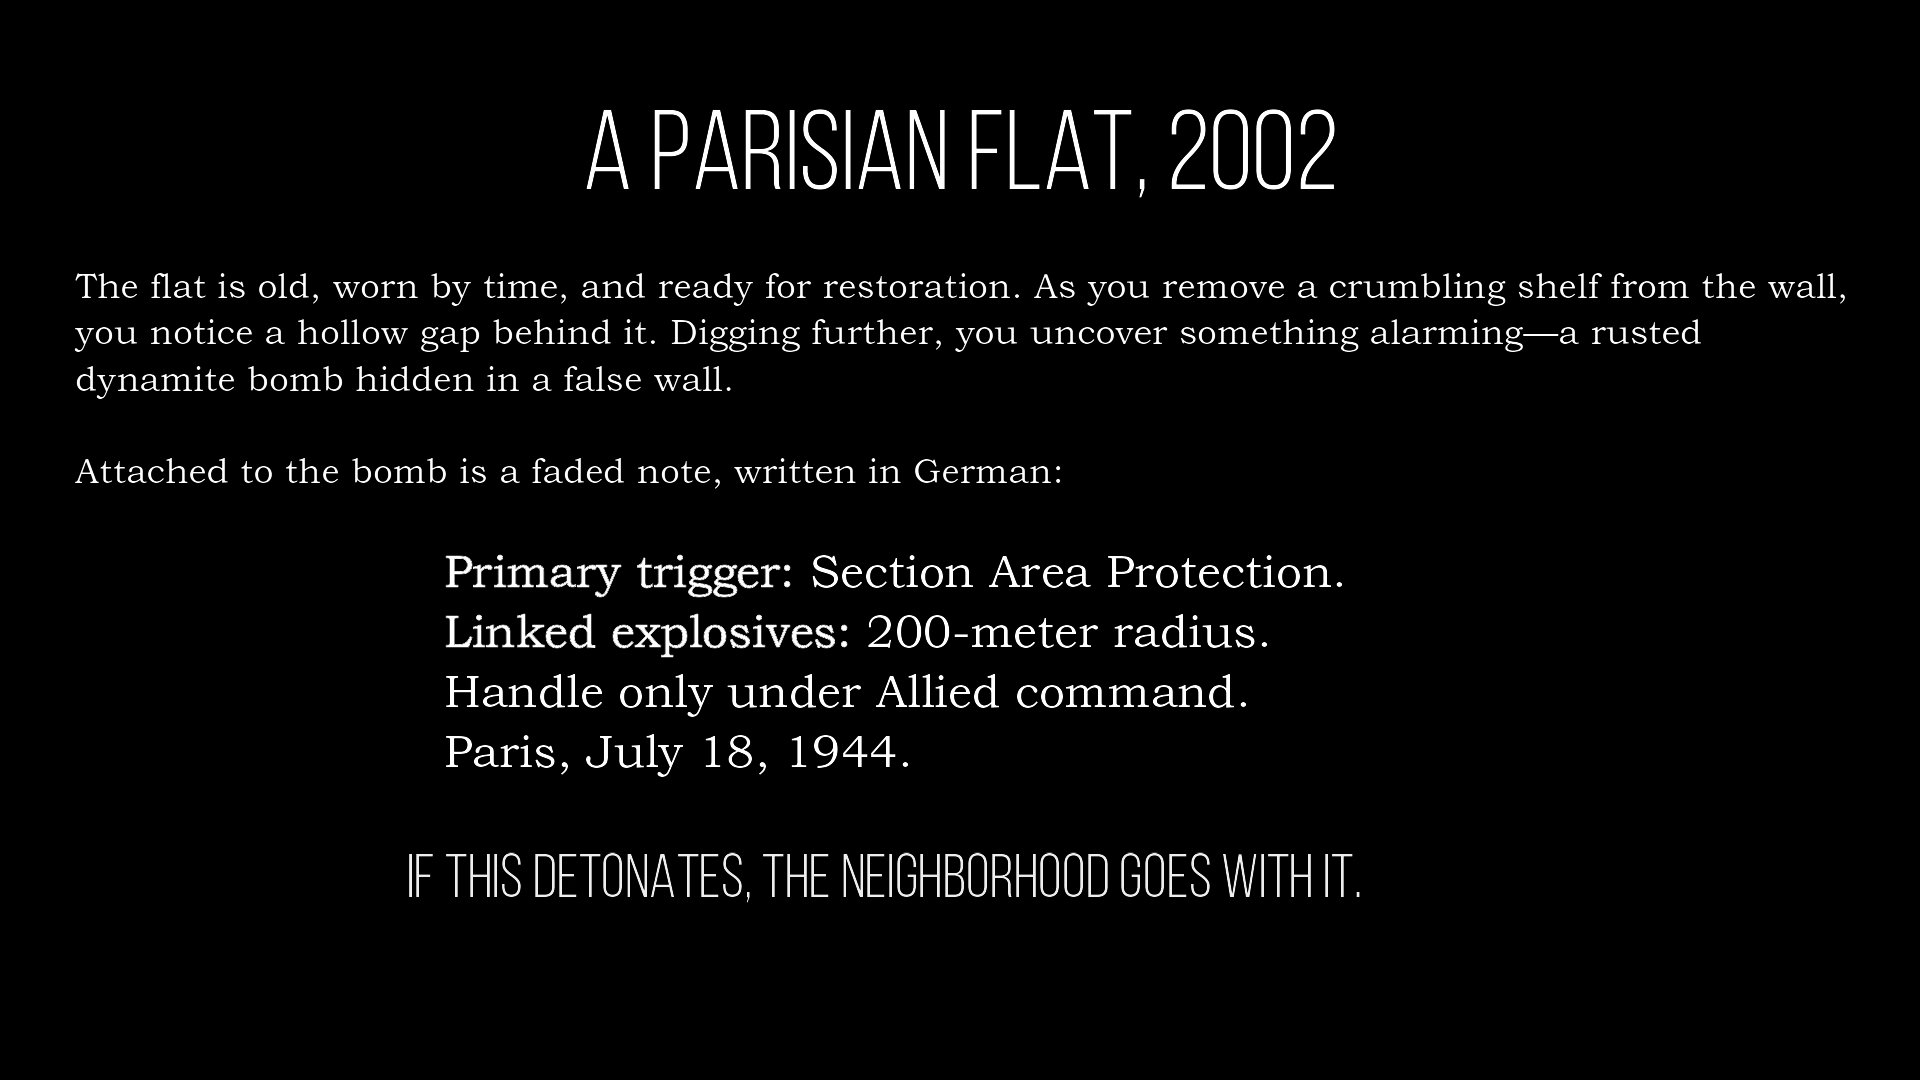 A PARISIAN FLAT, 2002
The flat is old, worn by time, and ready for restoration. As you remove a crumbling shelf from the wall,
you notice a hollow gap behind it. Digging further, you uncover something alarming—a rusted
dynamite bomb hidden in a false wall.
Attached to the bomb is a faded note, written in German:
Primary trigger: Section Area Protection.
Linked explosives: 200-meter radius.
Handle only under Allied command.
Paris, July 18, 1944.
IF THIS DETONATES, THE NEIGHBORHOOD GOES WITH IT.